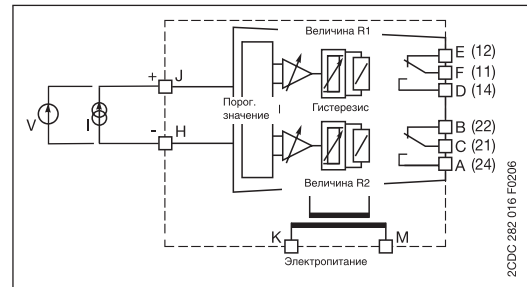 Величина R1
E (12)
F (11)
D (14)
+ J
Порог.
значение
Гистерезис
V
I
- H
B (22)
C (21)
A (24)
Величина R2
K
M
Электропитание
2CDC 282 016 F0206